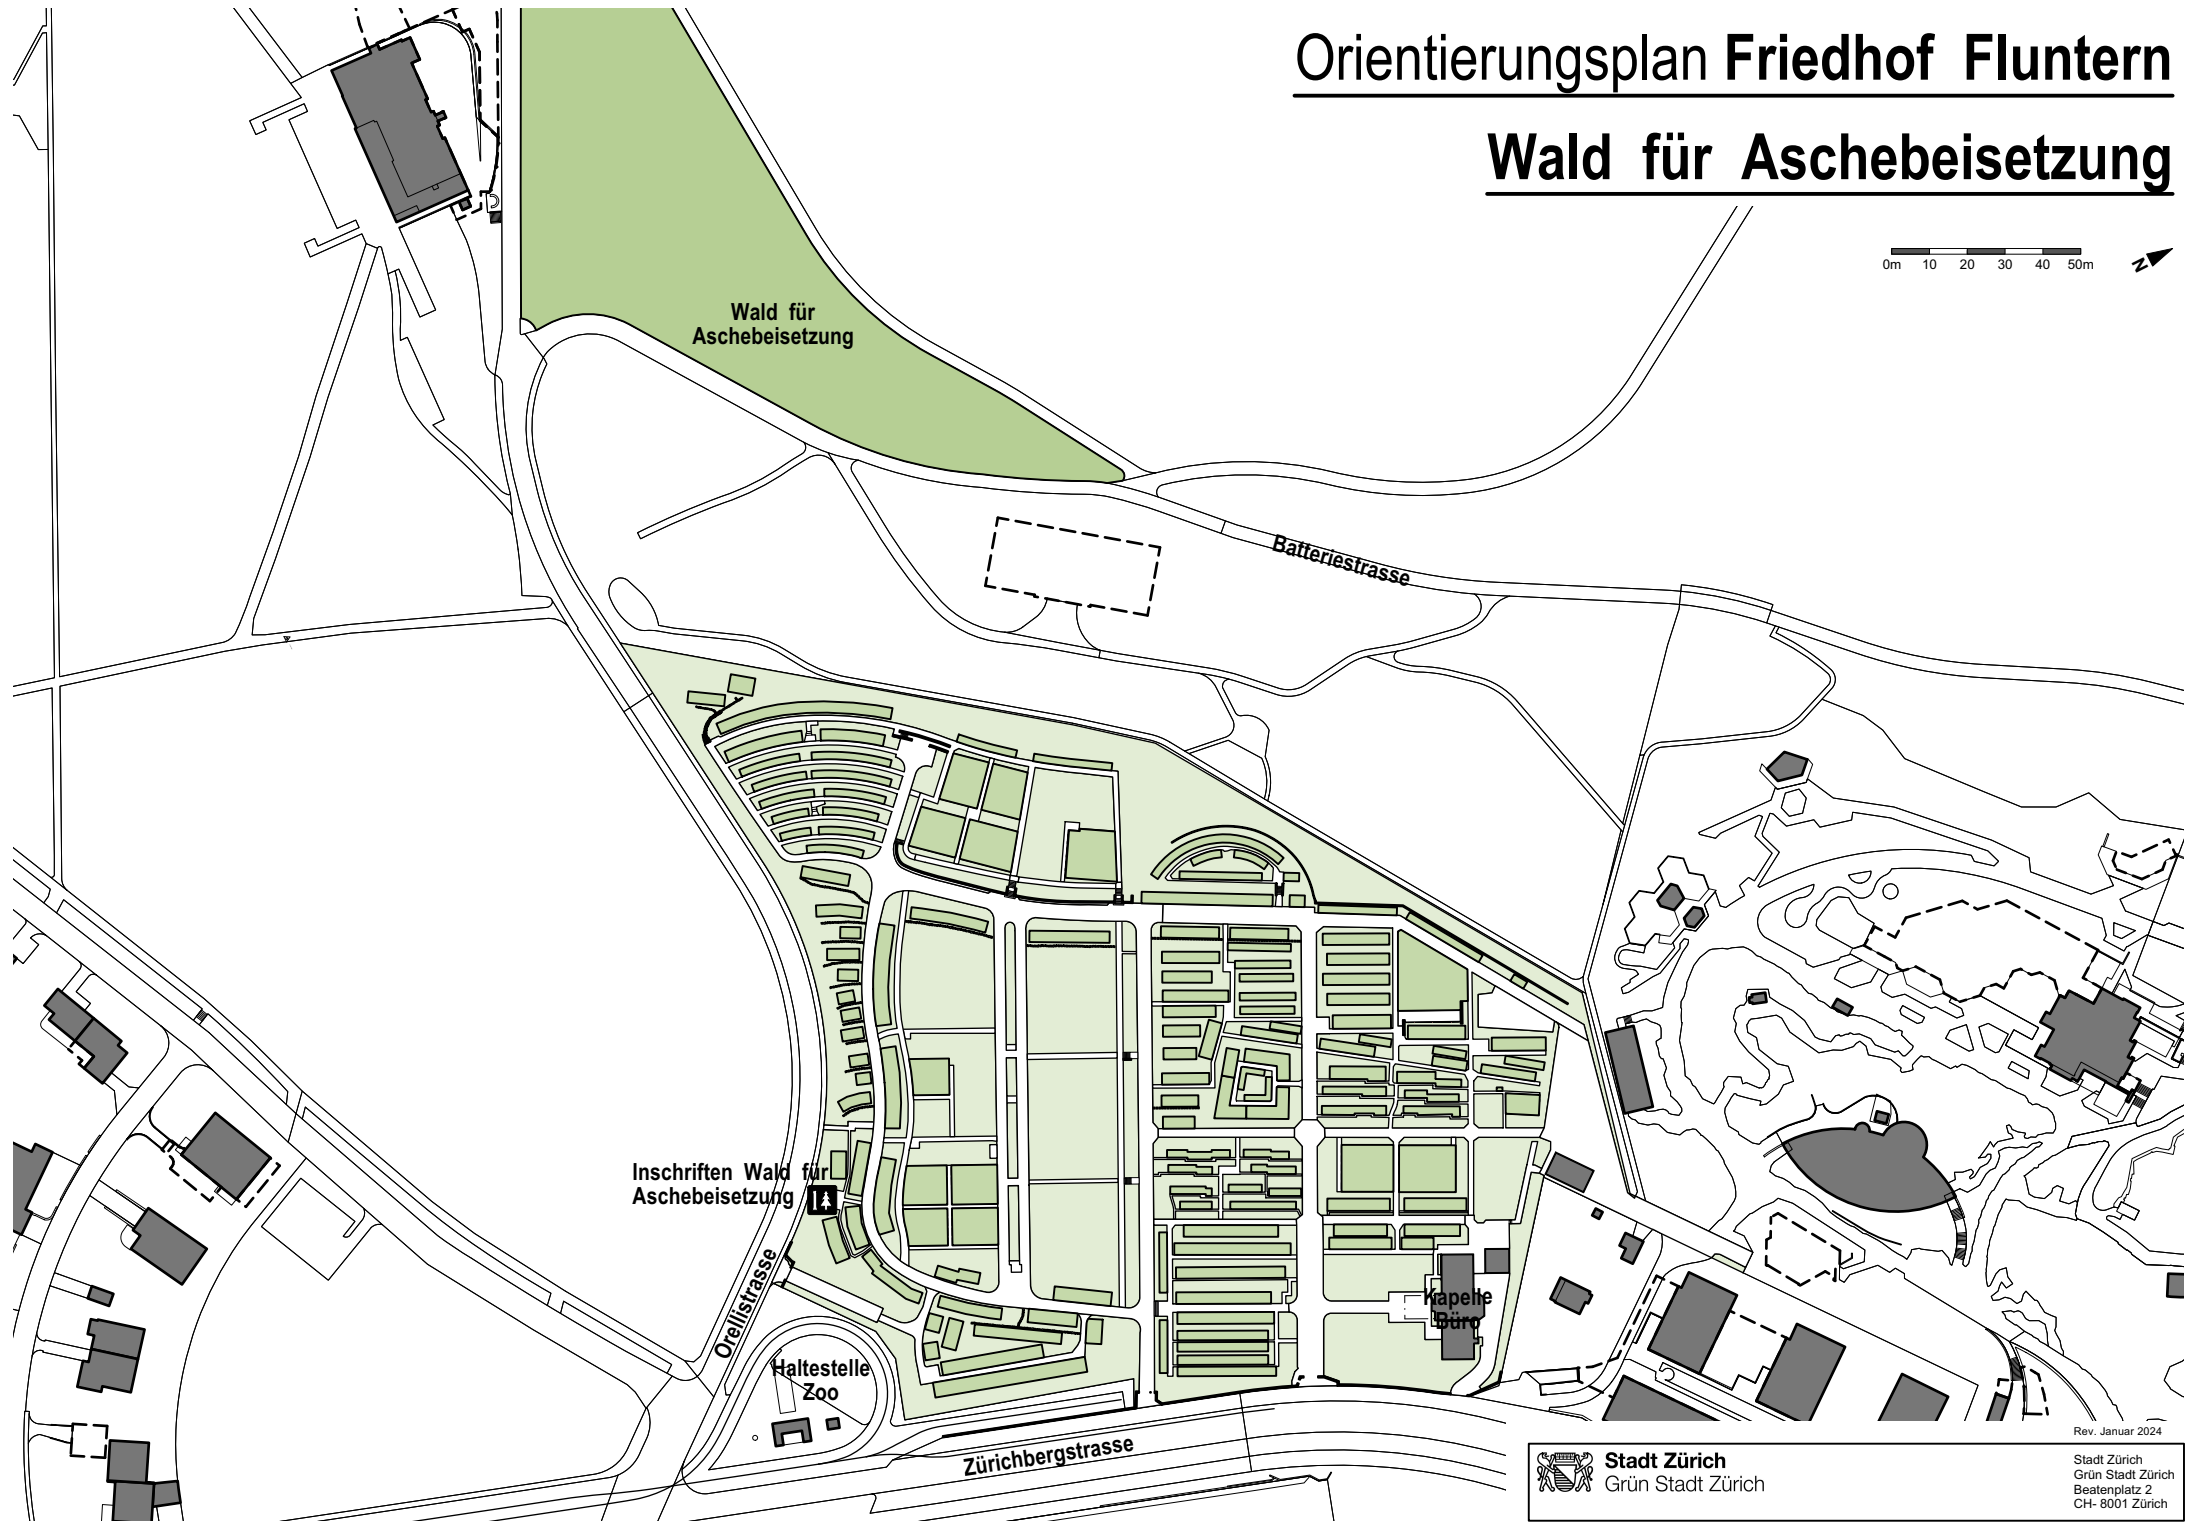 Orientierungsplan Friedhof Fluntern
Wald für Aschebeisetzung
0m 10 20 30 40 50m
N
Wald für
Aschebeisetzung
Batteriestrasse
Inschriften Wald für
Aschebeisetzung
Orellistrasse
Kapelle
Büro
Haltestelle
Zoo
Zürichbergstrasse
Rev. Januar 2024
Stadt Zürich
Grün Stadt Zürich
Stadt Zürich
Grün Stadt Zürich
Beatenplatz 2
CH- 8001 Zürich